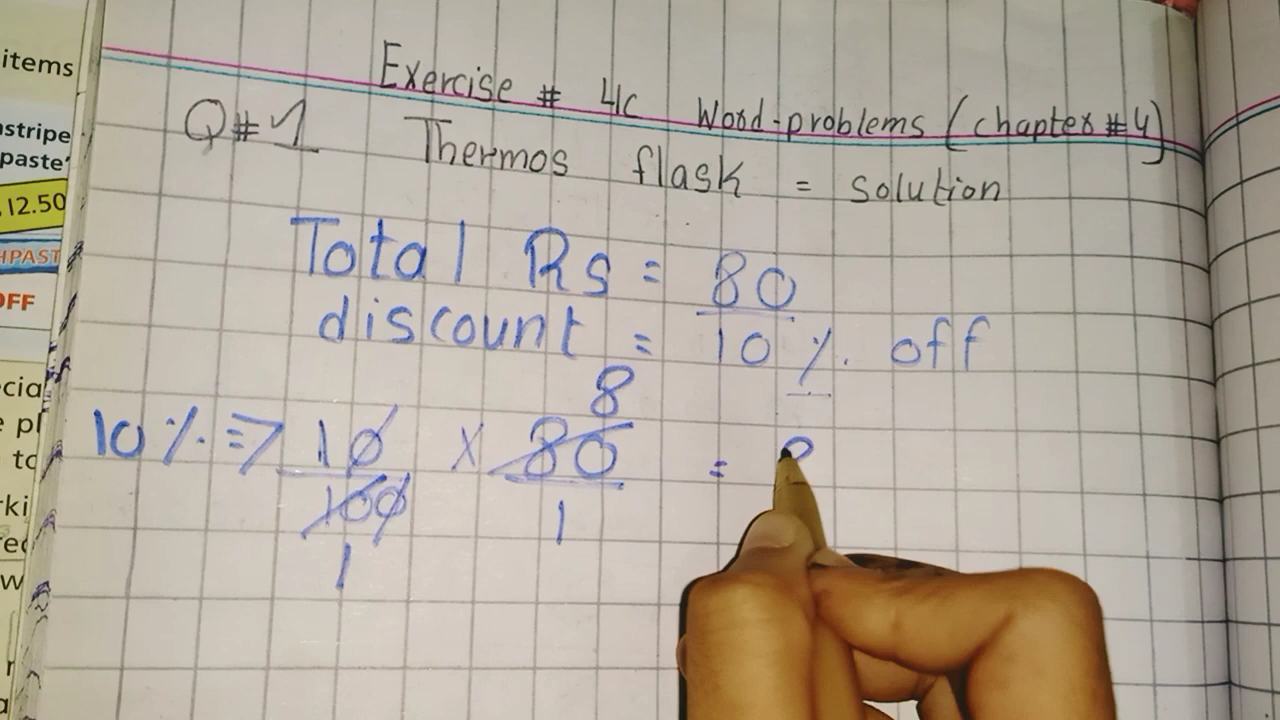 items
stripe
paste'
12.50
HPAST
OFF
Exercise # 4c Word-problems (chapter #4)
Q#1 Thermos flask = solution
Total Rs = 80
discount = 10 %. off
8
10 %. => 10 x 80 =
100 1
1